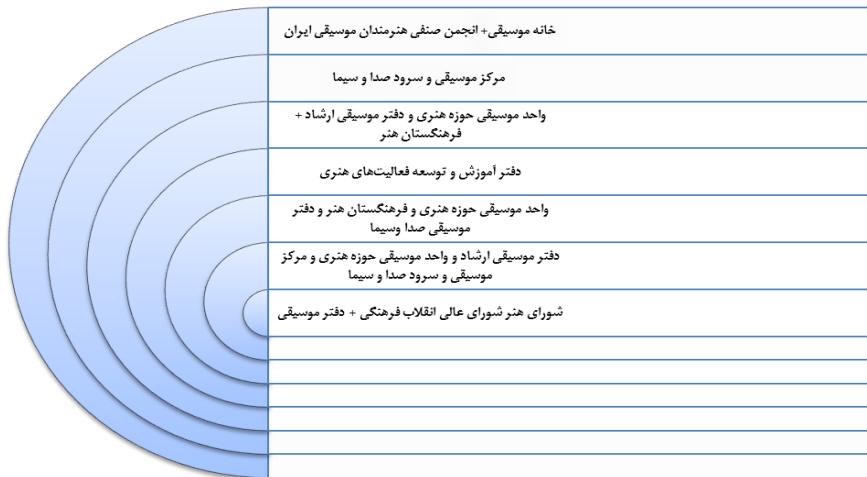 خانه موسیقی+ انجمن صنفی هنرمندان موسیقی ایران
مرکز موسیقی و سرود صدا و سیما
واحد موسیقی حوزه هنری و دفتر موسیقی ارشاد +
فرهنگستان هنر
دفتر آموزش و توسعه فعالیت‌های هنری
واحد موسیقی حوزه هنری و فرهنگستان هنر و دفتر
موسیقی صدا وسیما
دفتر موسیقی ارشاد و واحد موسیقی حوزه هنری و مرکز
موسیقی و سرود صدا و سیما
شورای هنر شورای عالی انقلاب فرهنگی + دفتر موسیقی